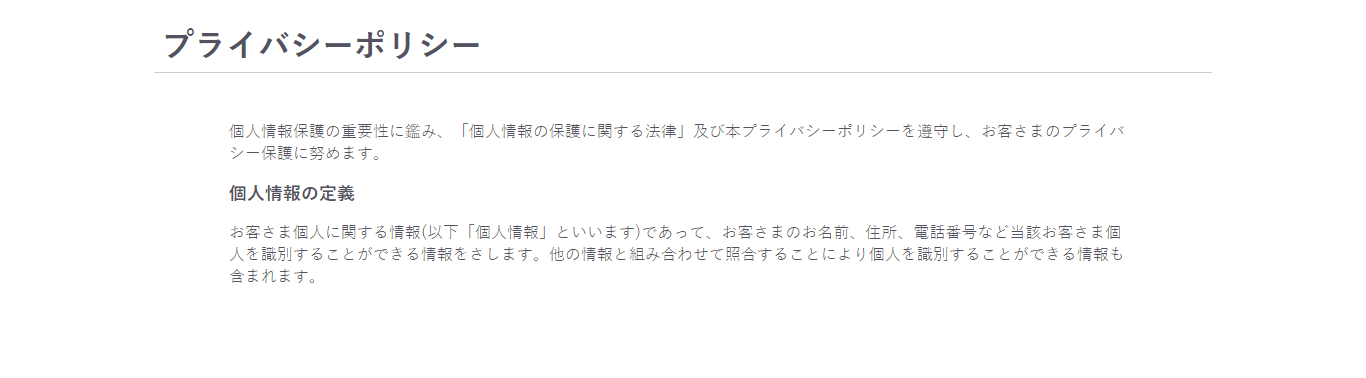 プライバシーポリシー
個人情報保護の重要性に鑑み、「個人情報の保護に関する法律」及び本プライバシーポリシーを遵守し、お客さまのプライバ
シー保護に努めます。
個人情報の定義
お客さま個人に関する情報(以下「個人情報」といいます)であって、お客さまのお名前、住所、電話番号など当該お客さま個
人を識別することができる情報をさします。他の情報と組み合わせて照合することにより個人を識別することができる情報も
含まれます。